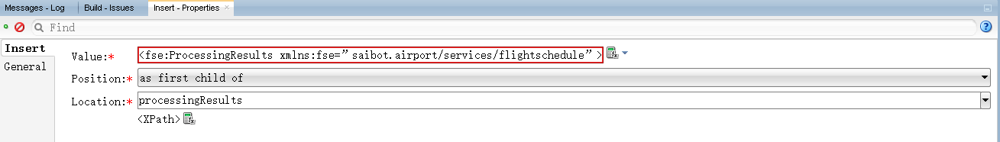 Messages - Log Build - Issues Insert - Properties ×
Find
Insert
General
Value:* <fse:ProcessingResults xmlns:fse=”saibot.airport/services/flightschedule”>
Position:* as first child of
Location:* processingResults
<XPath>